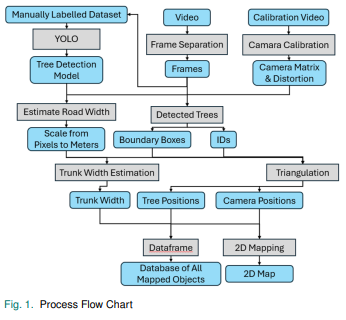 Manually Labelled Dataset
Video
Calibration Video
YOLO
Frame Separation
Camara Calibration
Tree Detection
Model
Frames
Camera Matrix
& Distortion
Estimate Road Width
Detected Trees
Scale from
Pixels to Meters
Boundary Boxes
IDs
Trunk Width Estimation
Triangulation
Trunk Width
Tree Positions
Camera Positions
Dataframe
2D Mapping
Database of All
Mapped Objects
2D Map
Fig. 1. Process Flow Chart